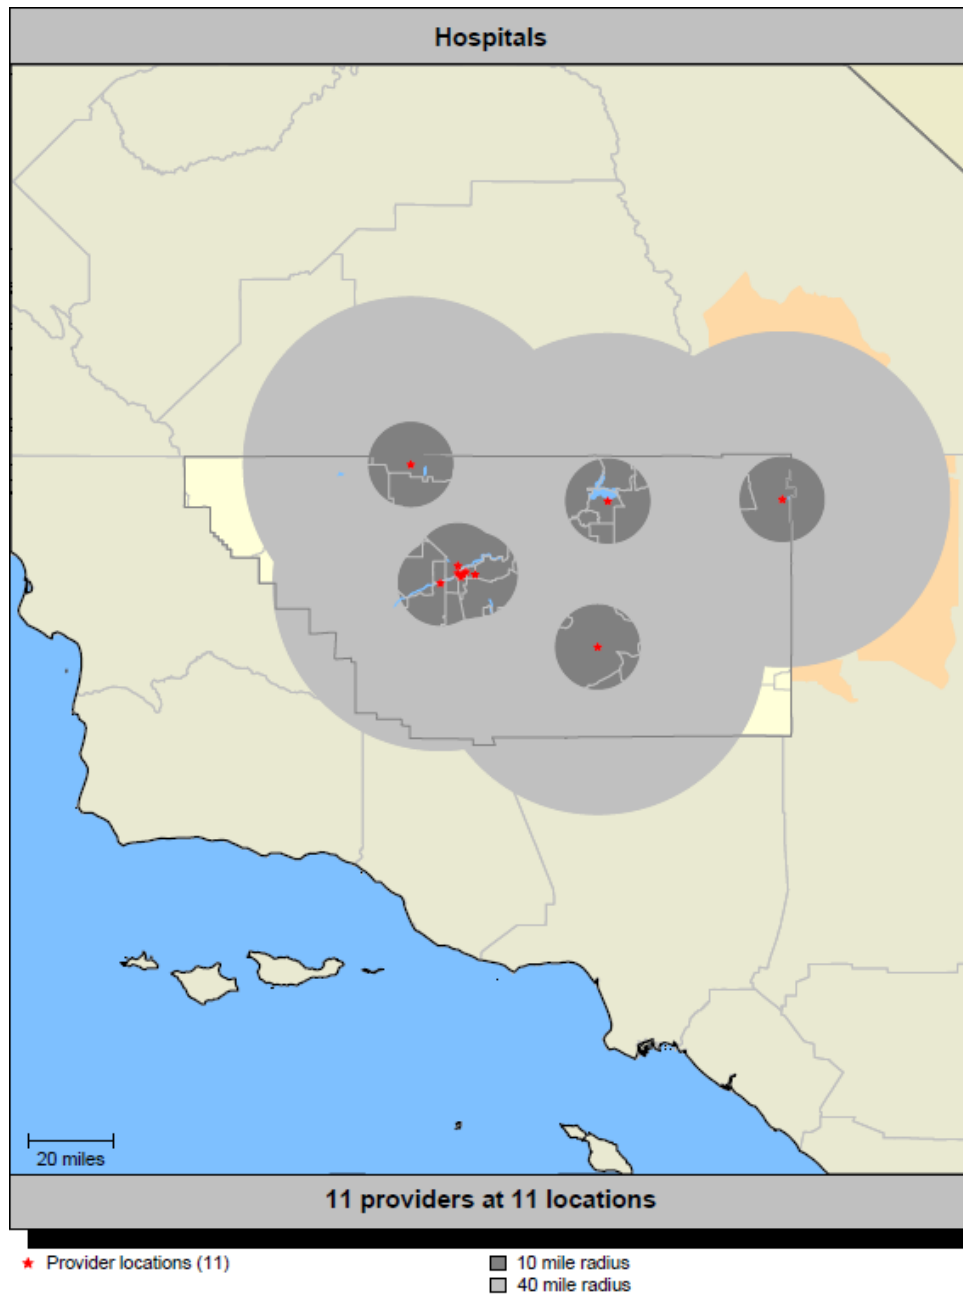 Hospitals
20 miles
11 providers at 11 locations
Provider locations (11)
10 mile radius
40 mile radius